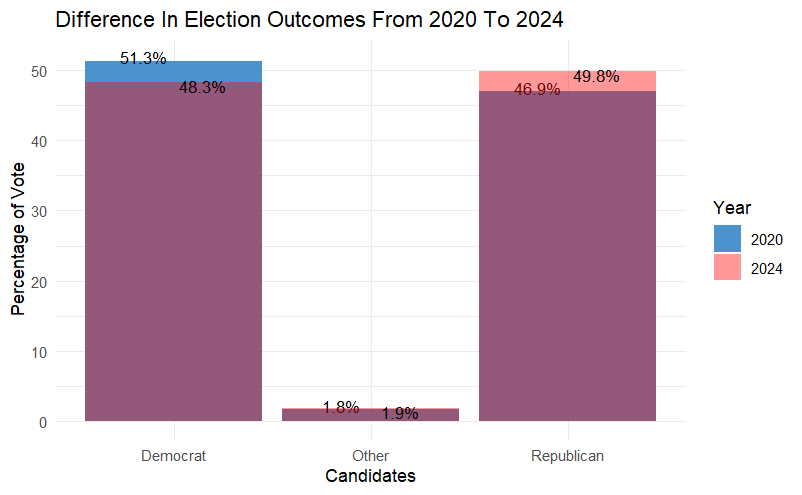 Difference In Election Outcomes From 2020 To 2024
Percentage of Vote
50
40
30
20
10
0
51.3%
48.3%
1.8%
1.9%
46.9%
49.8%
Democrat
Other
Republican
Candidates
Year
2020
2024